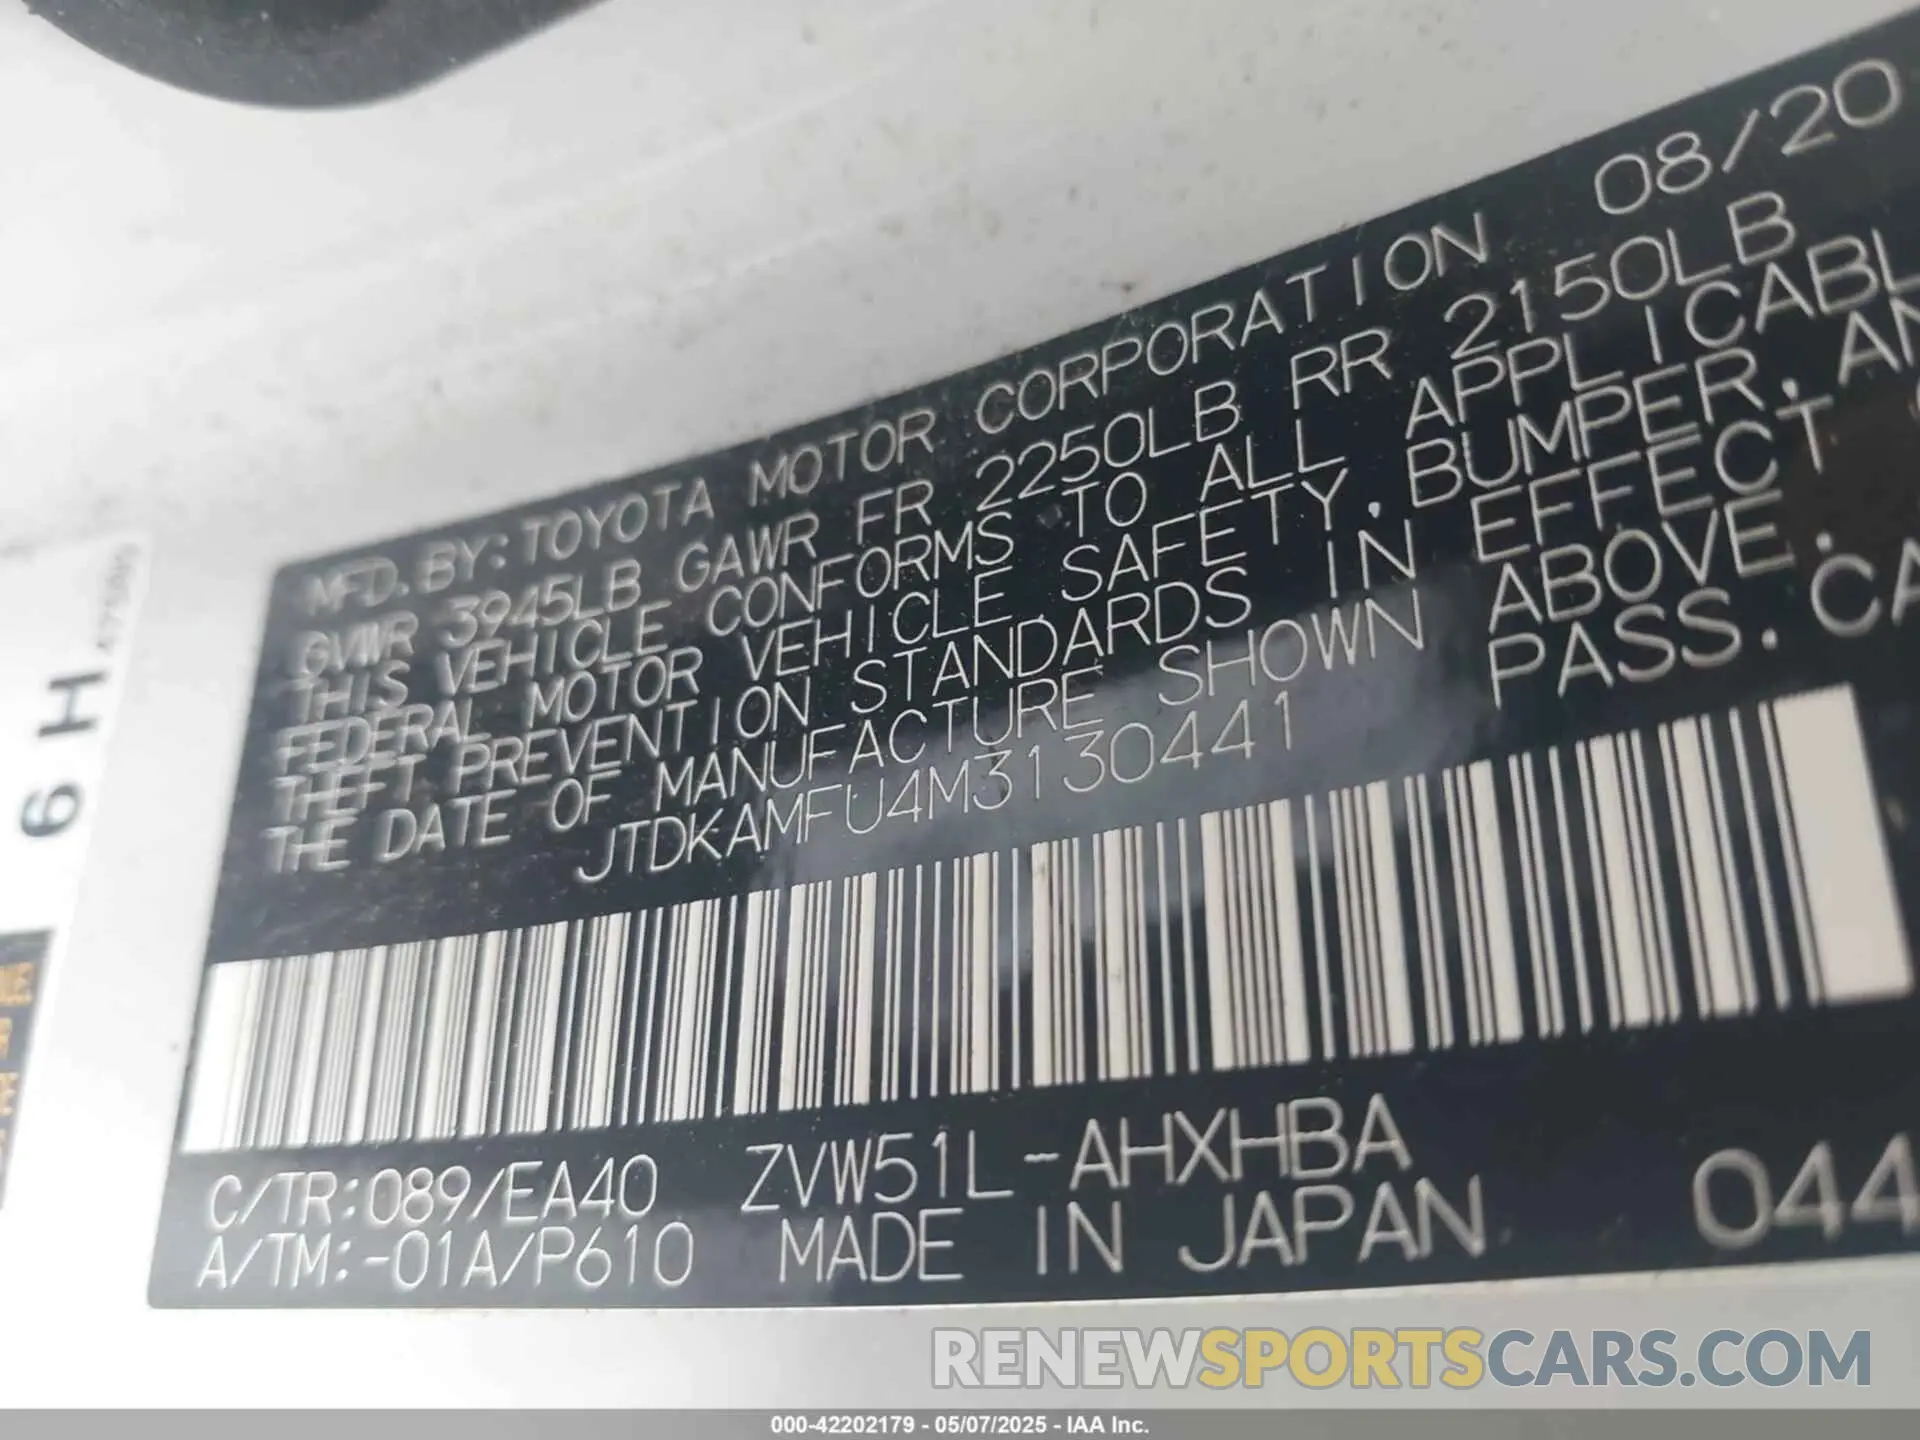 MFD. BY: TOYOTA MOTOR CORPORATION 08/20
GVWR 3945LB GAWR FR 2250LB RR 2150LB
THIS VEHICLE CONFORMS TO ALL APPLICABL
FEDERAL MOTOR VEHICLE SAFETY, BUMPER, AN
THEFT PREVENTION STANDARDS IN EFFECT
THE DATE OF MANUFACTURE SHOWN ABOVE.
JTDKAMFU4M3130441 PASS. CA
C/TR:089/EA40 ZVW51L-AHXHBA
A/TM:-01A/P610 MADE IN JAPAN 044
6H
RENEWSPORTSCARS.COM
000-42202179 - 05/07/2025 - IAA Inc.